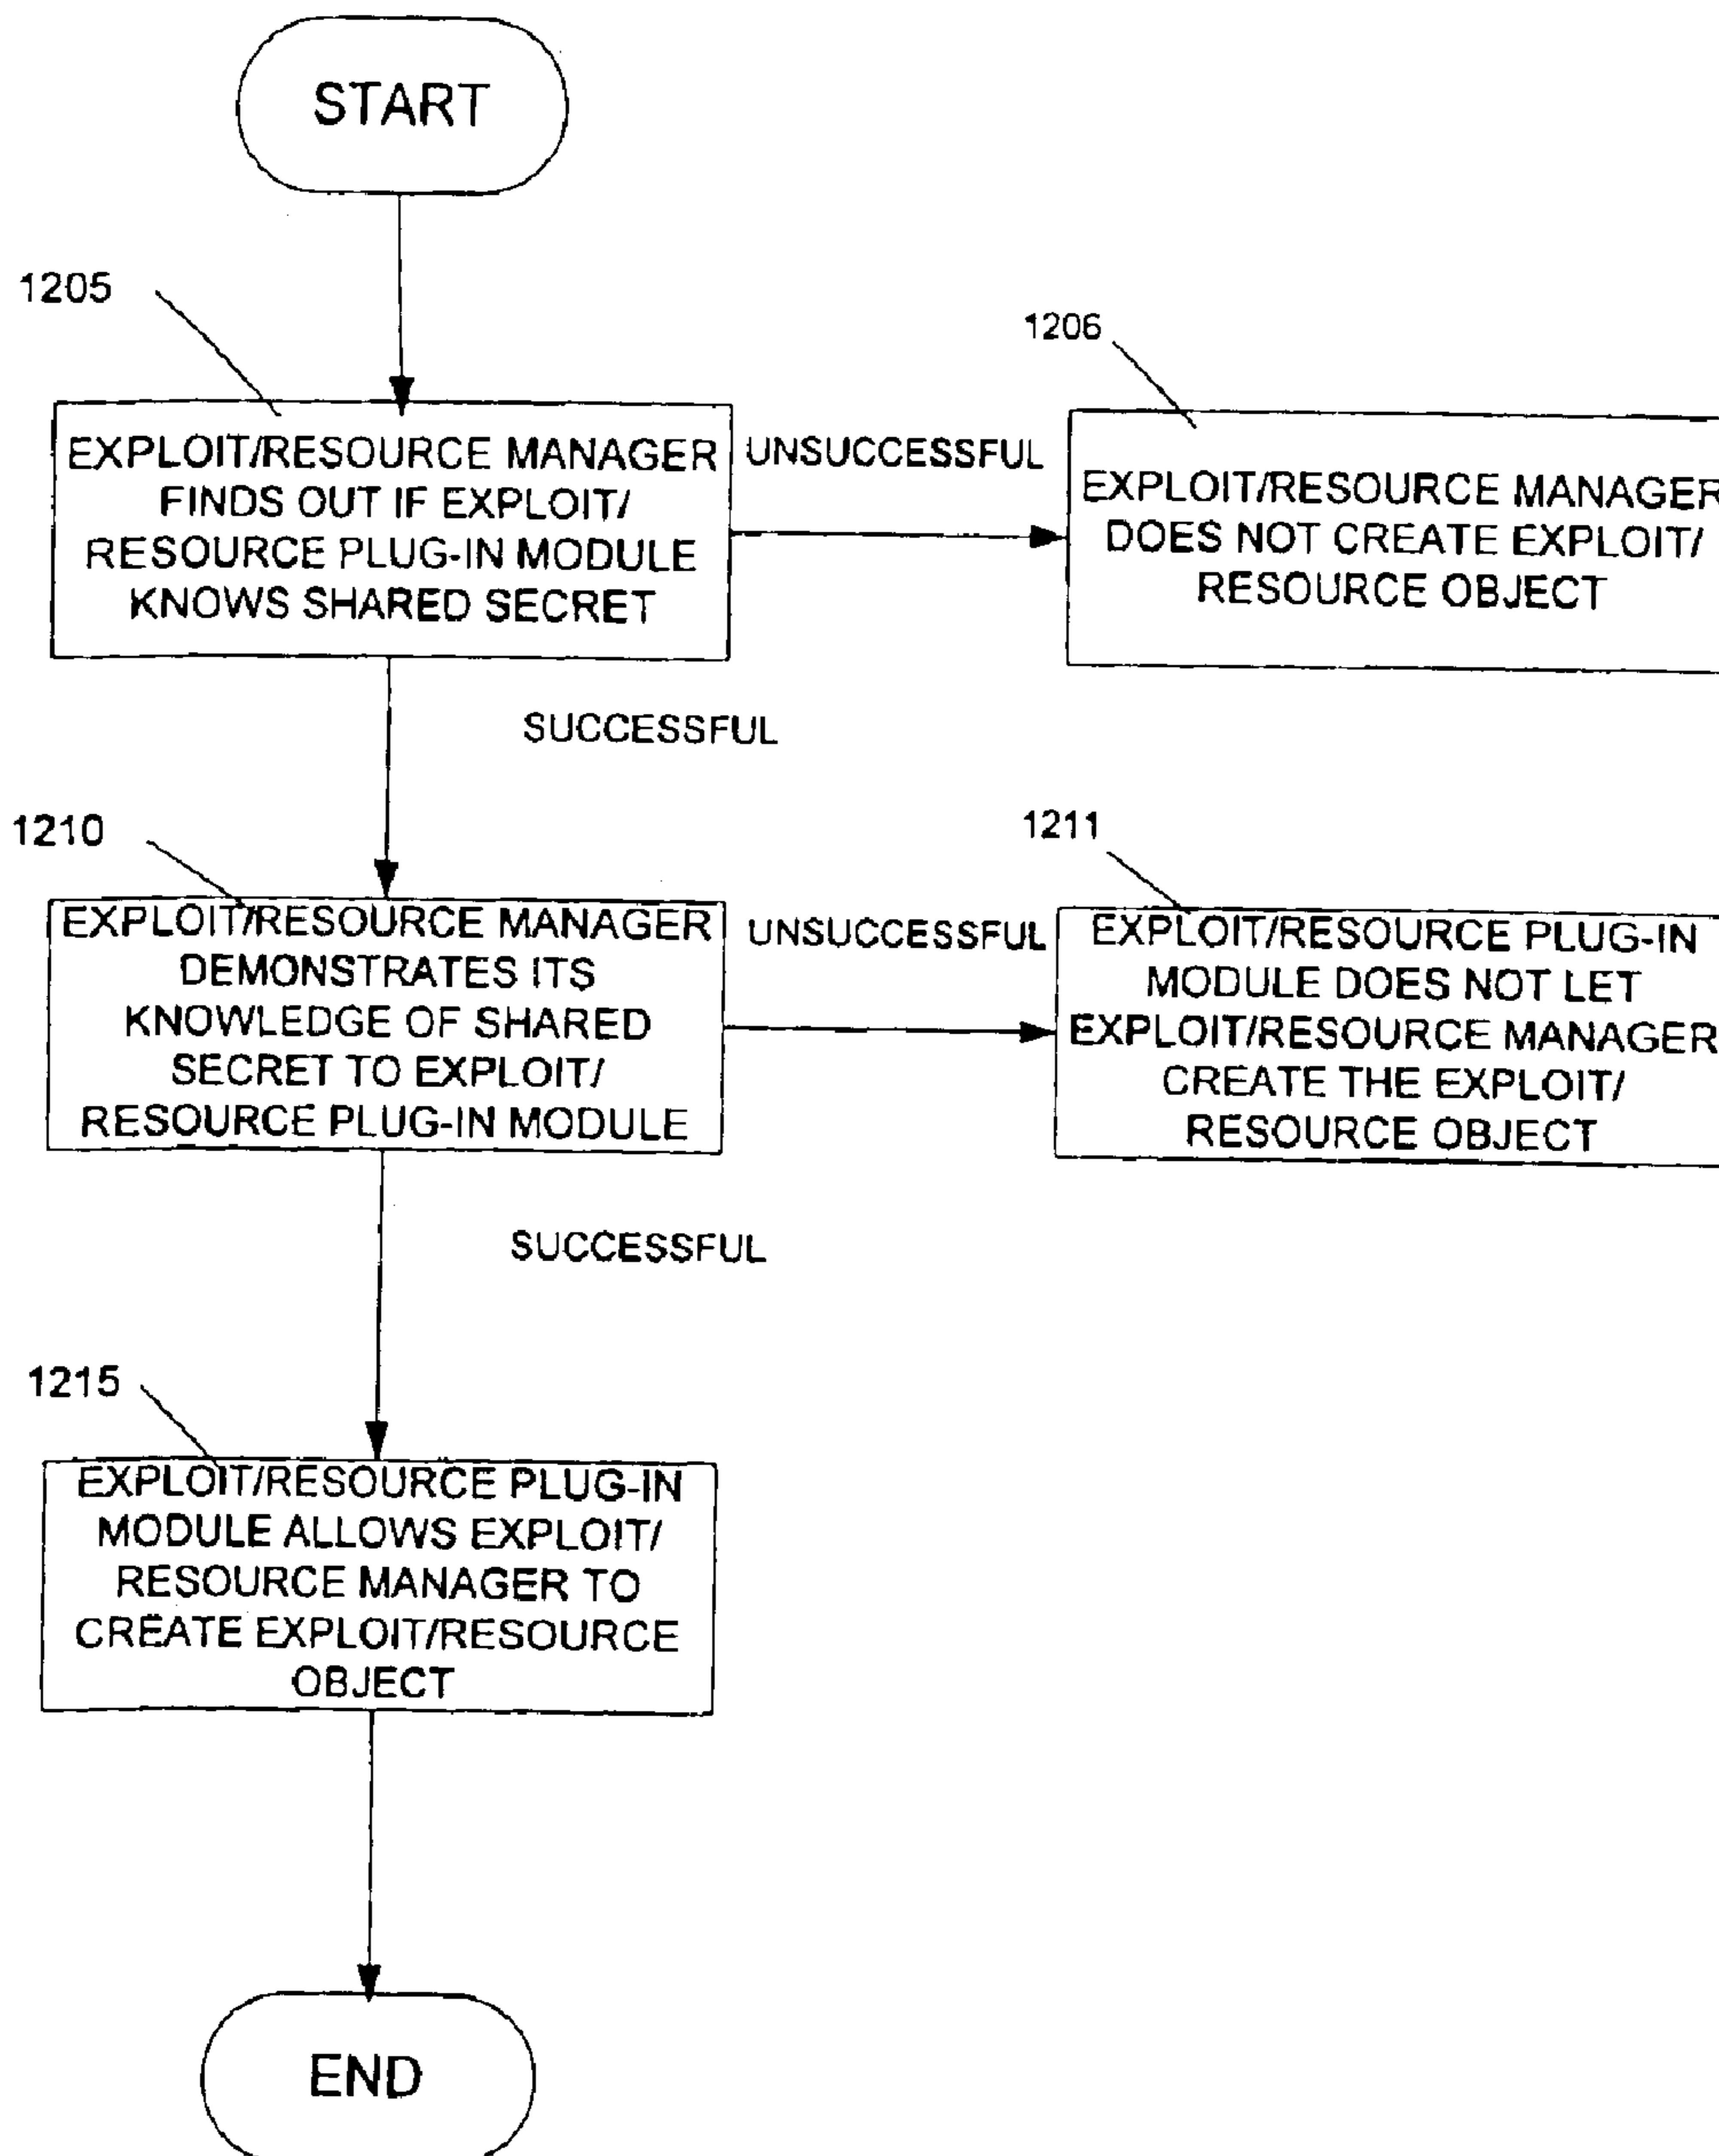 START
1205
1206
EXPLOIT/RESOURCE MANAGER
FINDS OUT IF EXPLOIT/
RESOURCE PLUG-IN MODULE
KNOWS SHARED SECRET
UNSUCCESSFUL
EXPLOIT/RESOURCE MANAGER
DOES NOT CREATE EXPLOIT/
RESOURCE OBJECT
SUCCESSFUL
1210
1211
EXPLOIT/RESOURCE MANAGER
DEMONSTRATES ITS
KNOWLEDGE OF SHARED
SECRET TO EXPLOIT/
RESOURCE PLUG-IN MODULE
UNSUCCESSFUL
EXPLOIT/RESOURCE PLUG-IN
MODULE DOES NOT LET
EXPLOIT/RESOURCE MANAGER
CREATE THE EXPLOIT/
RESOURCE OBJECT
SUCCESSFUL
1215
EXPLOIT/RESOURCE PLUG-IN
MODULE ALLOWS EXPLOIT/
RESOURCE MANAGER TO
CREATE EXPLOIT/RESOURCE
OBJECT
END